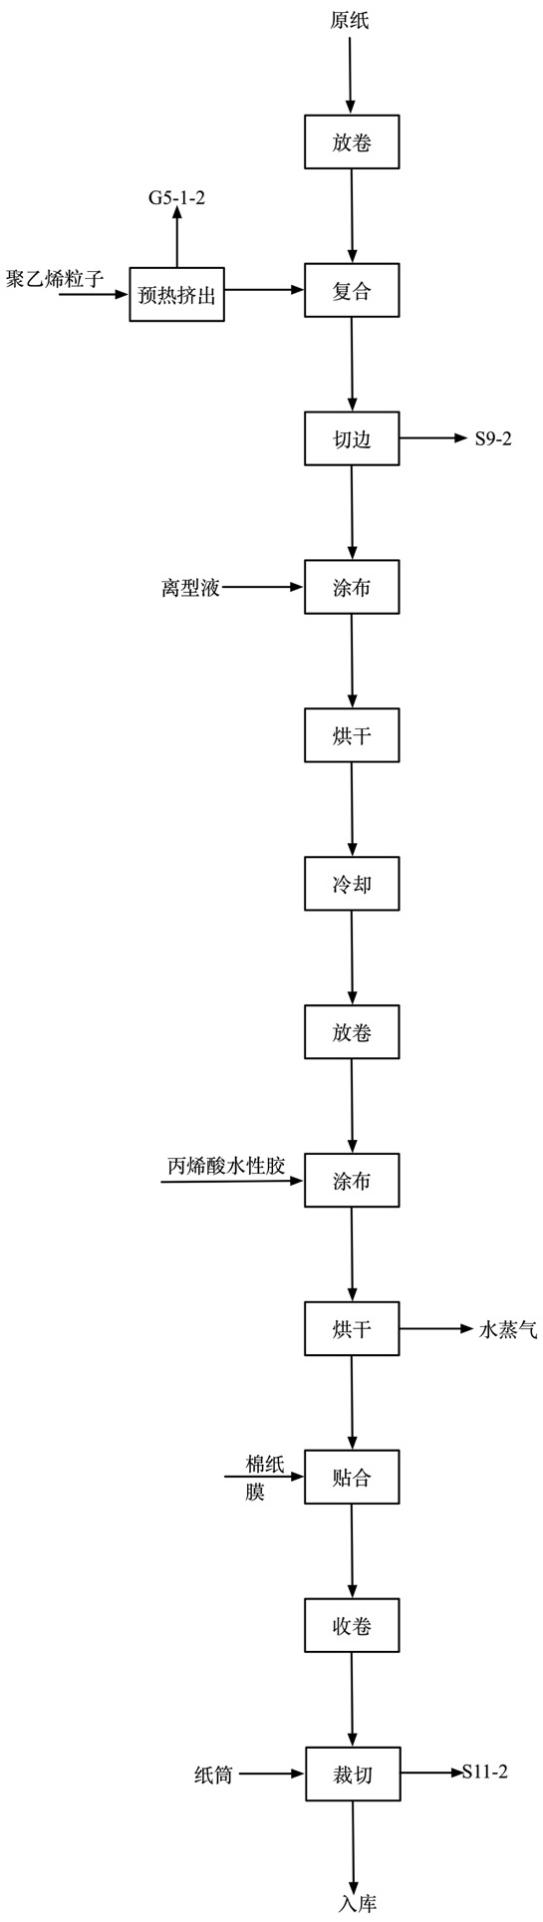 原纸
放卷
G5-1-2
聚乙烯粒子
预热挤出
复合
切边
S9-2
离型液
涂布
烘干
冷却
放卷
丙烯酸水性胶
涂布
烘干
水蒸气
棉纸
膜
贴合
收卷
纸筒
裁切
S11-2
入库